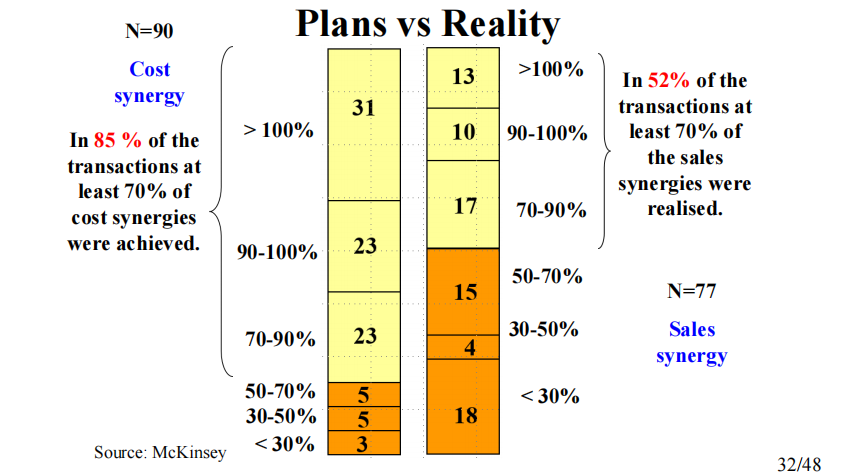 Plans vs Reality
N=90
Cost
synergy
In 85 % of the
transactions at
least 70% of
cost synergies
were achieved.
> 100%
90-100%
70-90%
50-70%
30-50%
< 30%
31
23
23
5
5
3
13
10
17
15
4
18
>100%
90-100%
70-90%
50-70%
30-50%
< 30%
In 52% of the
transactions at
least 70% of
the sales
synergies were
realised.
N=77
Sales
synergy
Source: McKinsey
32/48